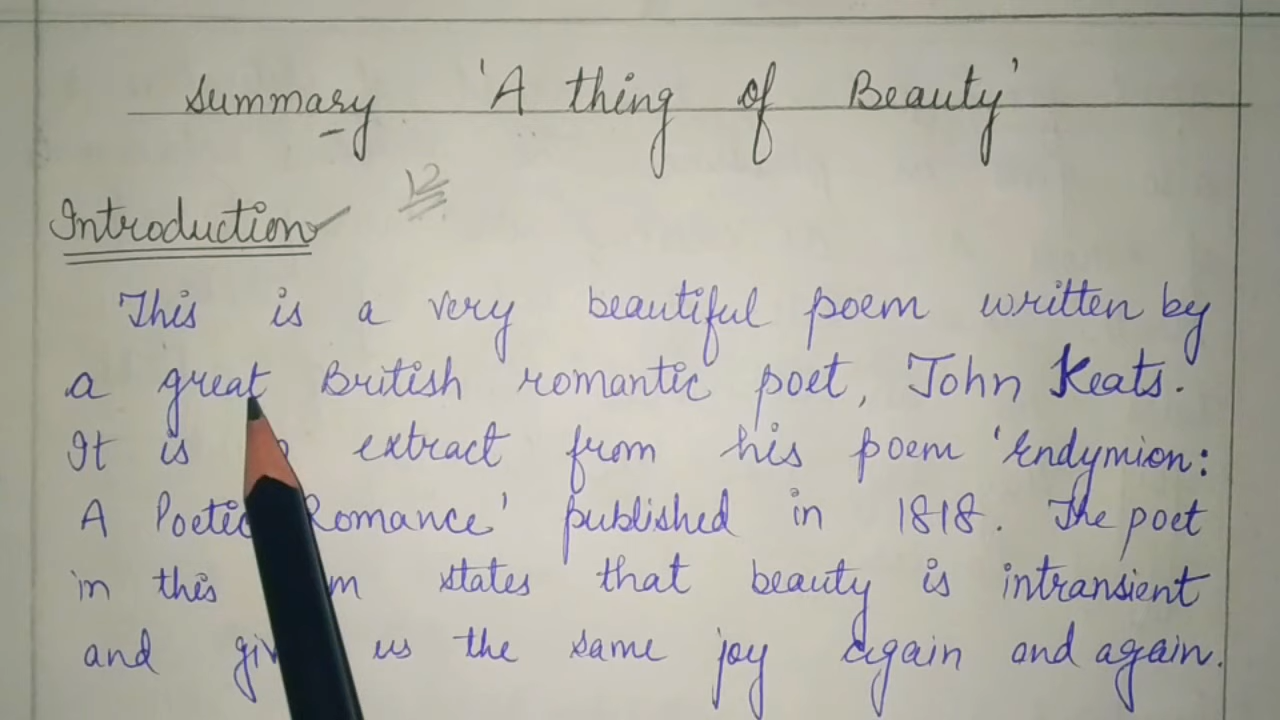 Summary 'A thing of Beauty'
12
Introduction
This is a very beautiful poem written by
a great British romantic poet, John Keats.
It is extract from his poem 'Endymion:
A Poetic Romance' published in 1818. The poet
in this states that beauty is intransient
and us the same joy again and again.